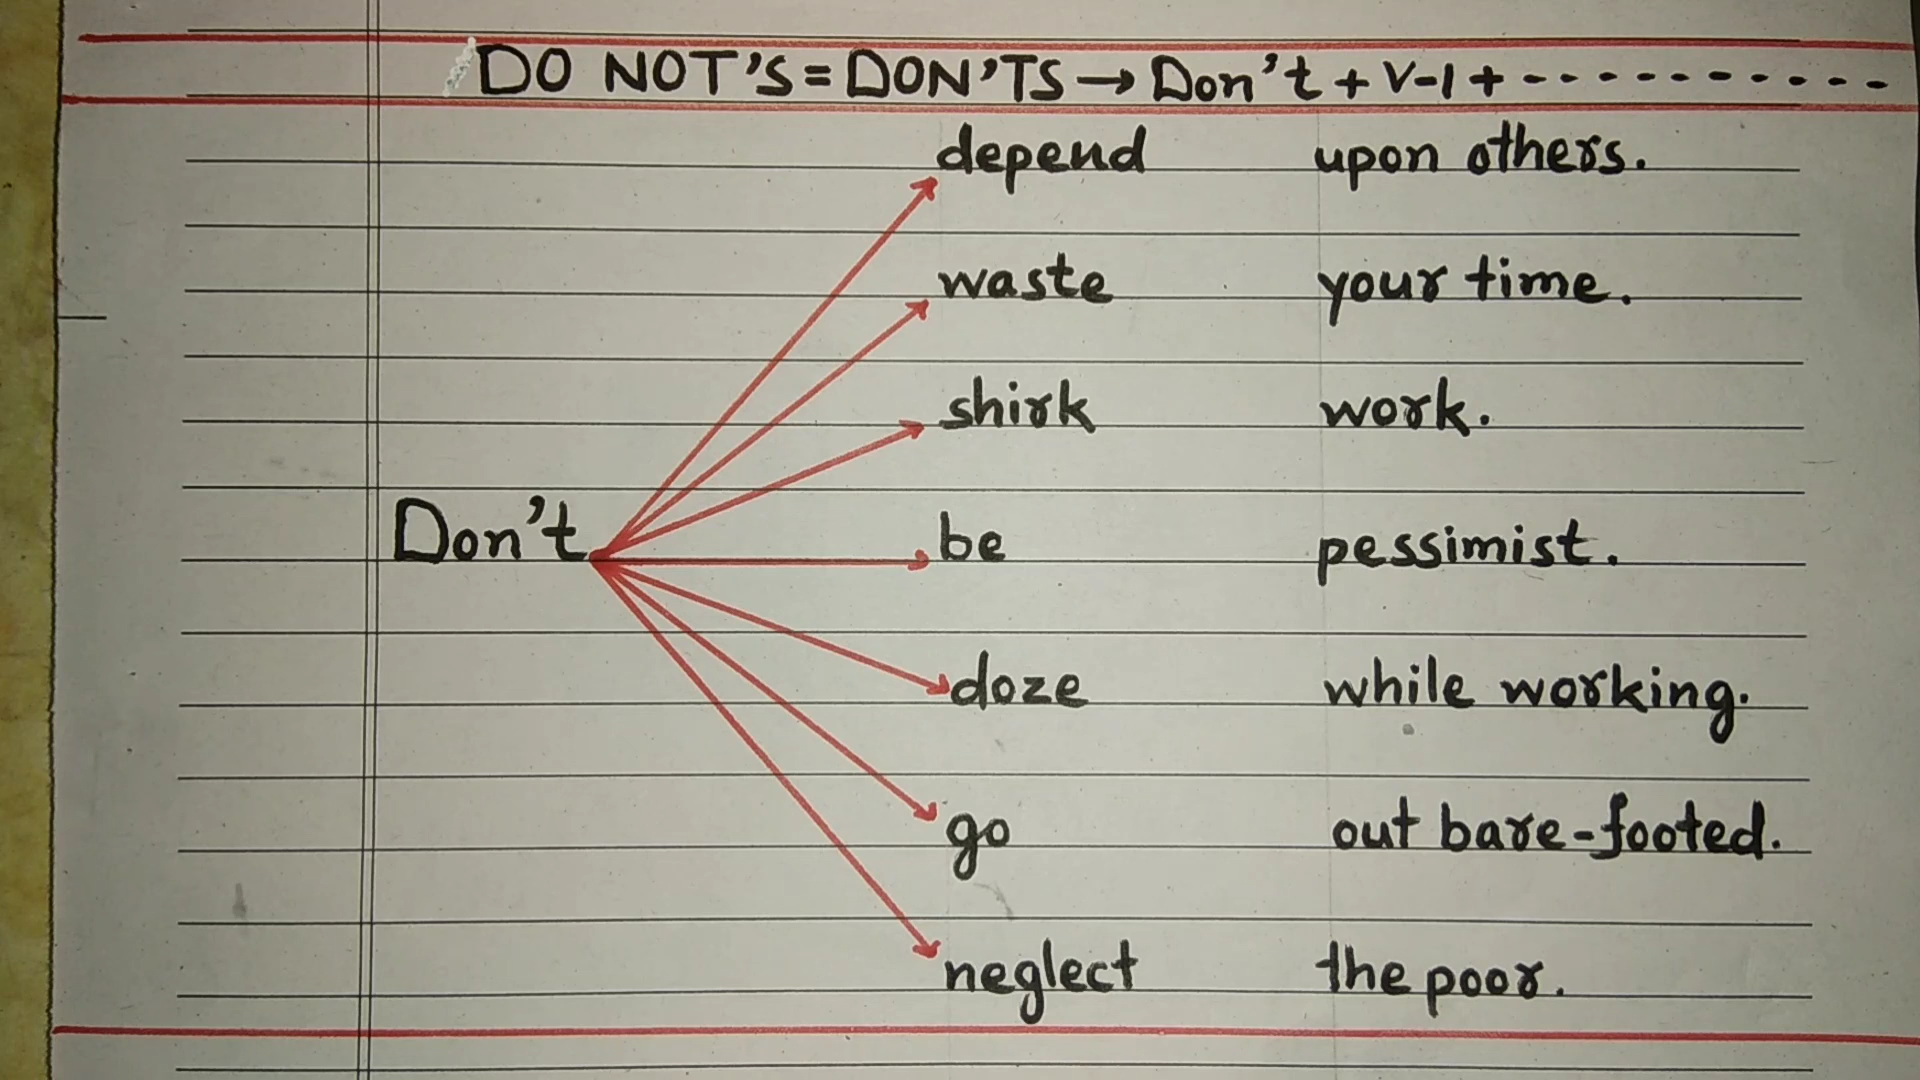 DO NOT'S = DON'TS → Don't + V-1 + -----------
depend upon others.
waste your time.
shirk work.
Don't be pessimist.
doze while working.
go out bare-footed.
neglect the poor.